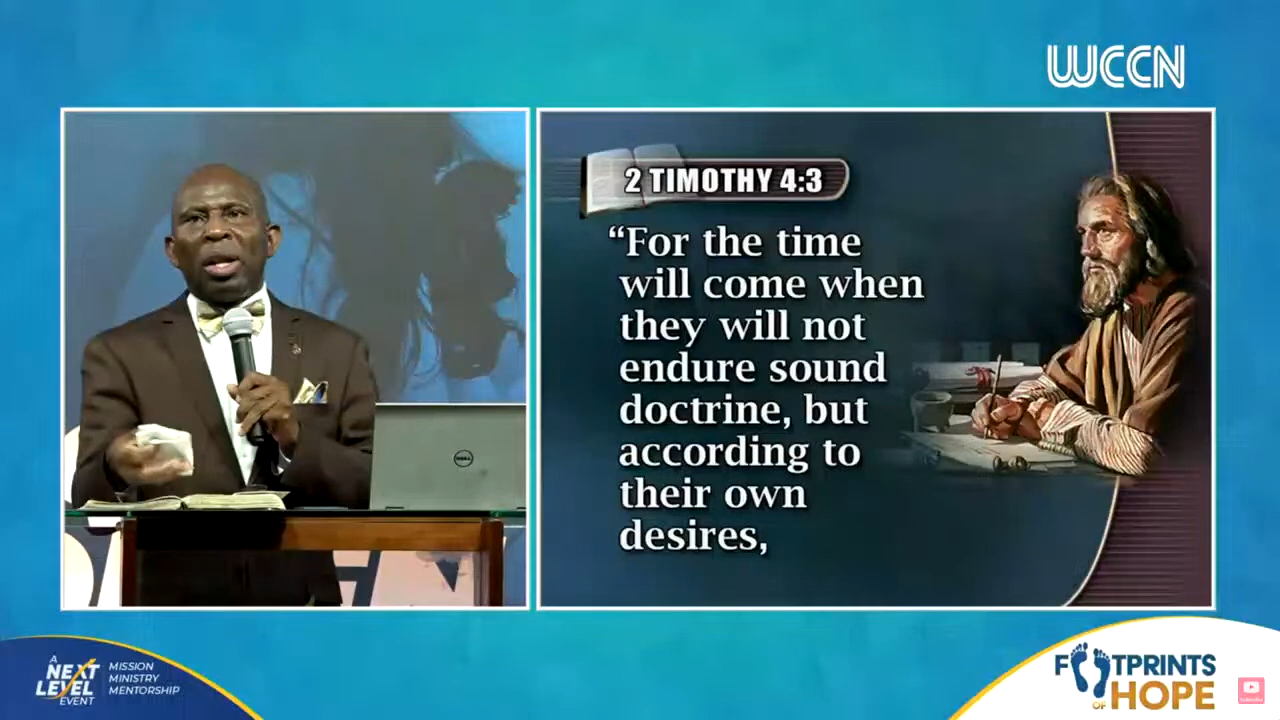 WCCN
2 TIMOTHY 4:3
“For the time
will come when
they will not
endure sound
doctrine, but
according to
their own
desires,
DELL
A
NEXT
LEVEL
EVENT
MISSION
MINISTRY
MENTORSHIP
FOOTPRINTS
OF HOPE